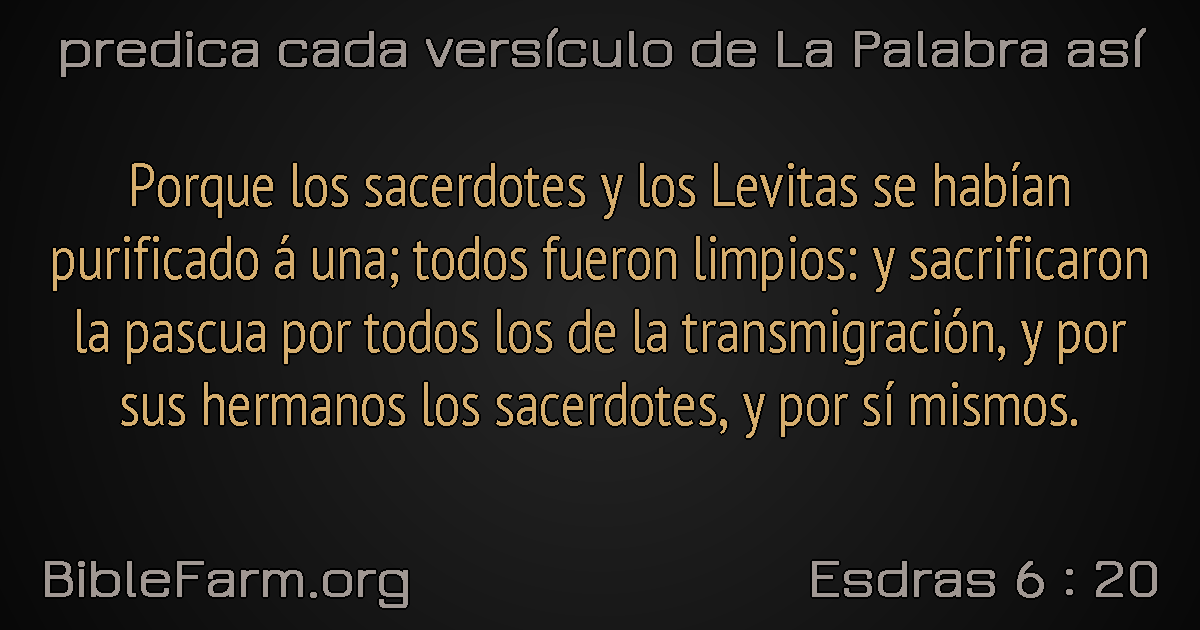 predica cada versículo de La Palabra así
Porque los sacerdotes y los Levitas se habían
purificado á una; todos fueron limpios: y sacrificaron
la pascua por todos los de la transmigración, y por
sus hermanos los sacerdotes, y por sí mismos.
BibleFarm.org
Esdras 6 : 20